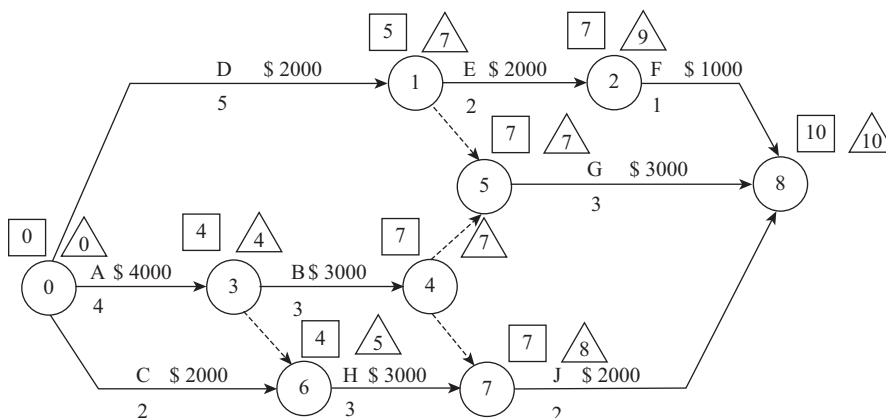 5 7 7 9
D $ 2000 1 E $ 2000 2 F $ 1000
5 2 1
7 7 10 10
5 G $ 3000 8
3
0 0 4 4 7 7
0 A $ 4000 3 B $ 3000 4
4 3
4 5 7 8
C $ 2000 6 H $ 3000 7 J $ 2000
2 3 2